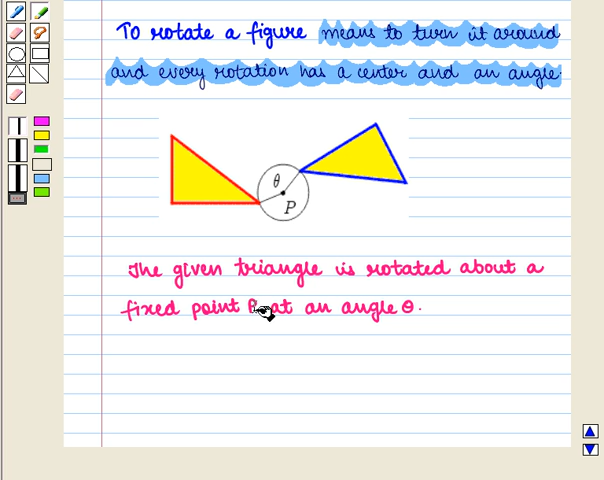 To rotate a figure means to turn it around
and every rotation has a center and an angle.
θ
P
The given triangle is rotated about a
fixed point P at an angle θ.